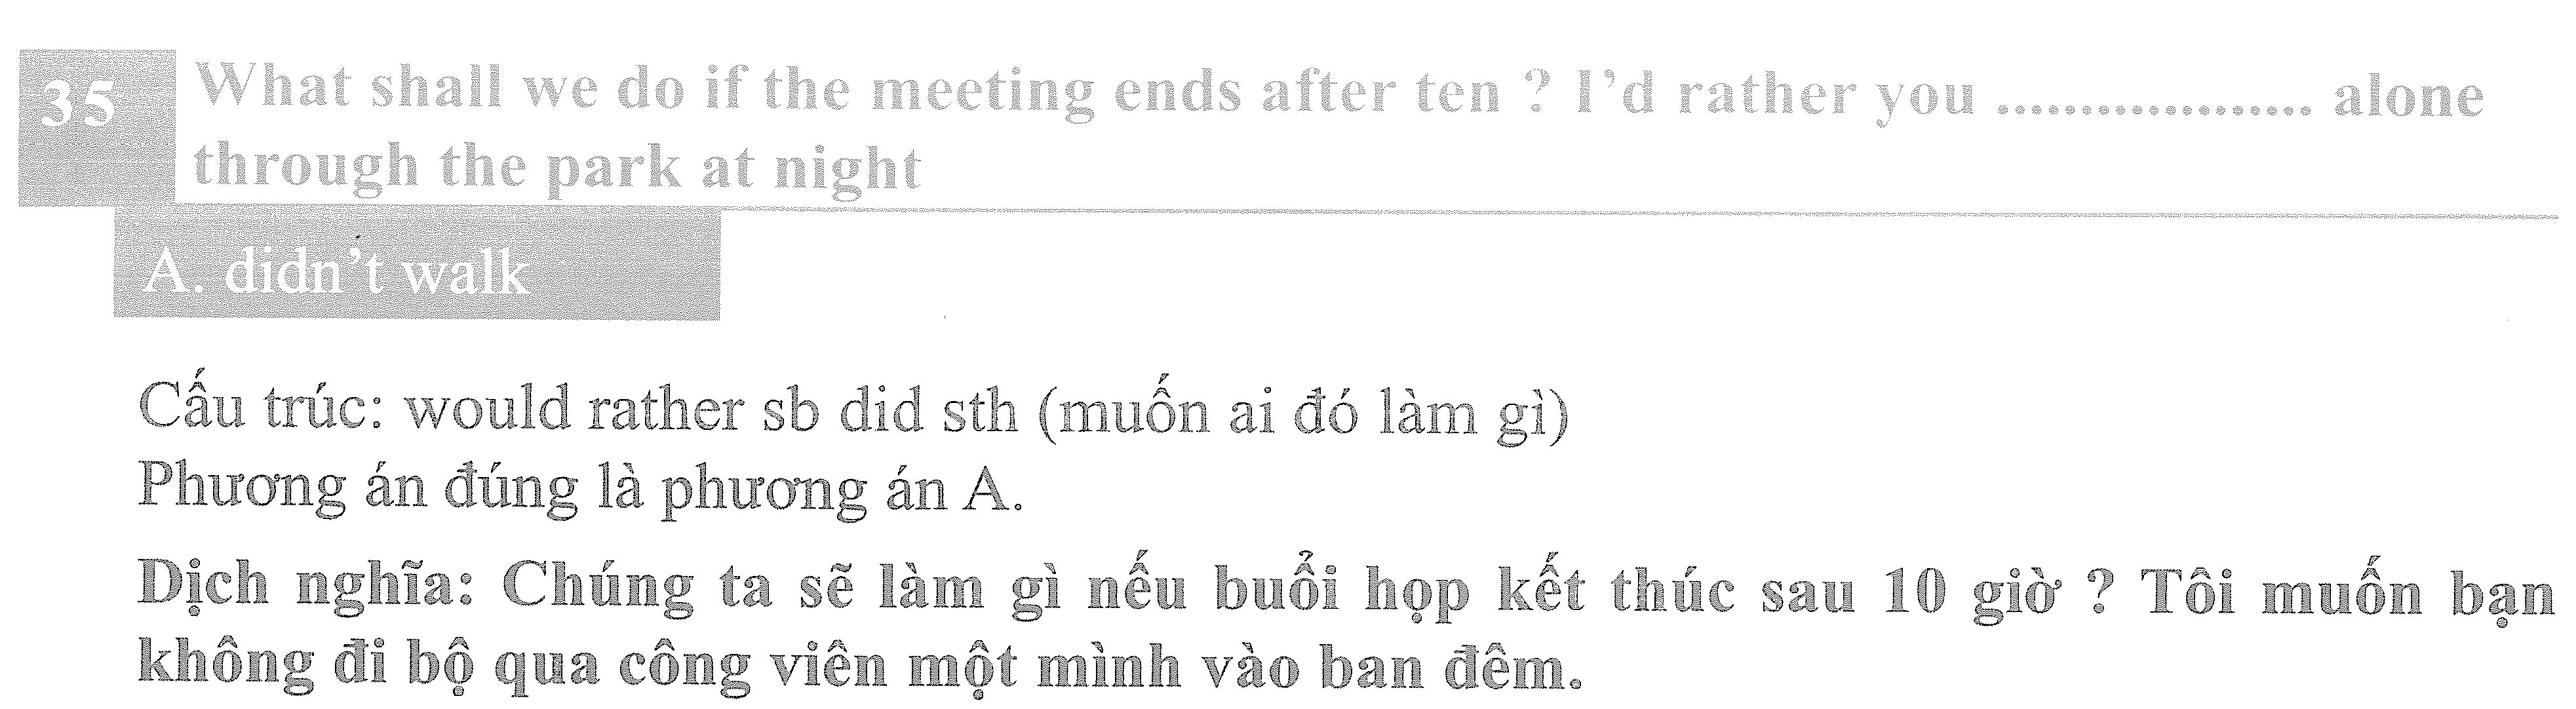 35 What shall we do if the meeting ends after ten ? I'd rather you .................. alone
through the park at night
A. didn't walk
Cấu trúc: would rather sb did sth (muốn ai đó làm gì)
Phương án đúng là phương án A.
Dịch nghĩa: Chúng ta sẽ làm gì nếu buổi họp kết thúc sau 10 giờ ? Tôi muốn bạn
không đi bộ qua công viên một mình vào ban đêm.